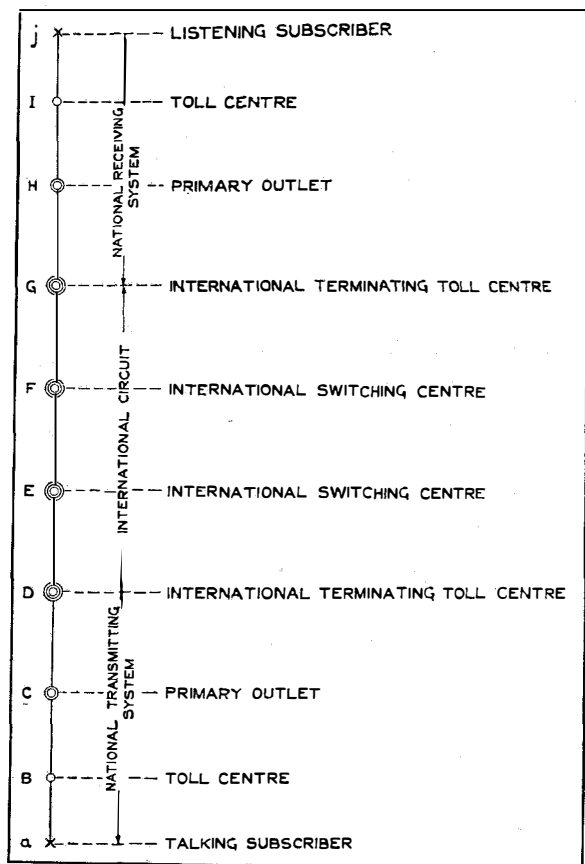 j LISTENING SUBSCRIBER
I TOLL CENTRE
NATIONAL RECEIVING
SYSTEM
H PRIMARY OUTLET
G INTERNATIONAL TERMINATING TOLL CENTRE
INTERNATIONAL CIRCUIT
F INTERNATIONAL SWITCHING CENTRE
E INTERNATIONAL SWITCHING CENTRE
D INTERNATIONAL TERMINATING TOLL CENTRE
NATIONAL TRANSMITTING
SYSTEM
C PRIMARY OUTLET
B TOLL CENTRE
a TALKING SUBSCRIBER